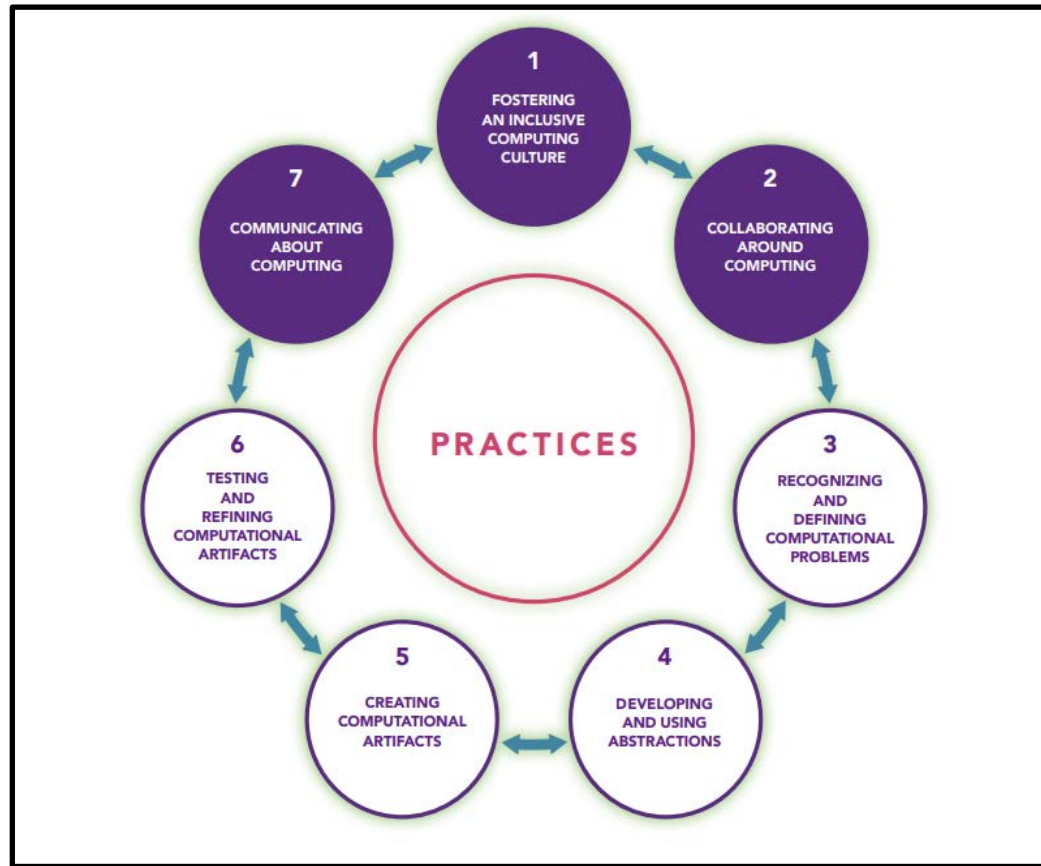 1
FOSTERING
AN INCLUSIVE
COMPUTING
CULTURE
2
COLLABORATING
AROUND
COMPUTING
3
RECOGNIZING
AND
DEFINING
COMPUTATIONAL
PROBLEMS
4
DEVELOPING
AND USING
ABSTRACTIONS
5
CREATING
COMPUTATIONAL
ARTIFACTS
6
TESTING
AND
REFINING
COMPUTATIONAL
ARTIFACTS
7
COMMUNICATING
ABOUT
COMPUTING
PRACTICES